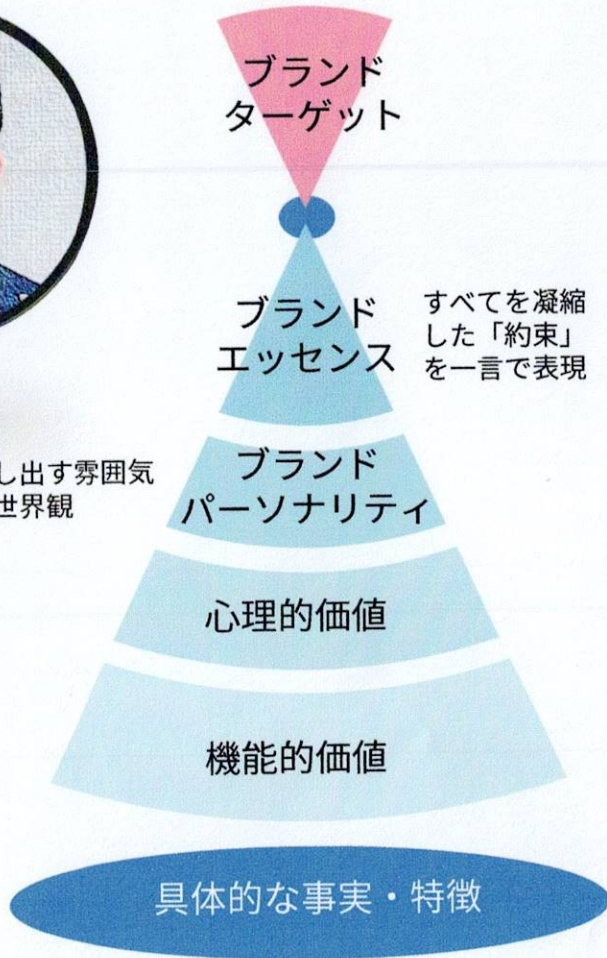 ブランド
ターゲット
ブランド
エッセンス
すべてを凝縮
した「約束」
を一言で表現
し出す雰囲気
世界観
ブランド
パーソナリティ
心理的価値
機能的価値
具体的な事実・特徴